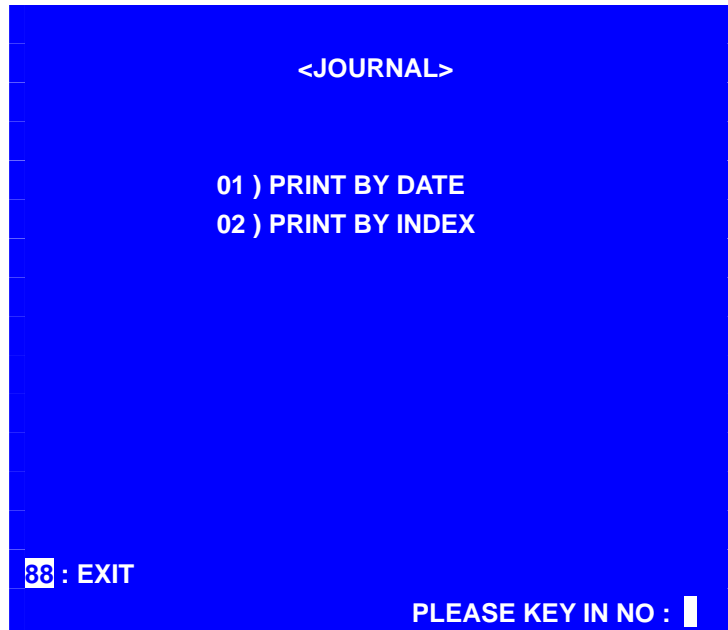 <JOURNAL>
01 ) PRINT BY DATE
02 ) PRINT BY INDEX
88 : EXIT
PLEASE KEY IN NO :